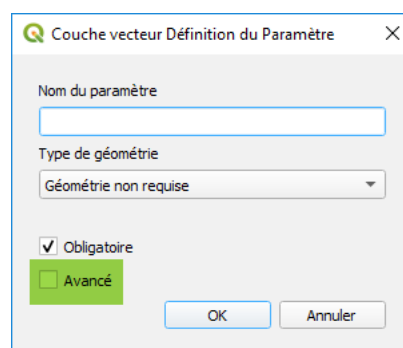 Couche vecteur Définition du Paramètre
Nom du paramètre
Type de géométrie
Géométrie non requise
Obligatoire
Avancé
OK Annuler